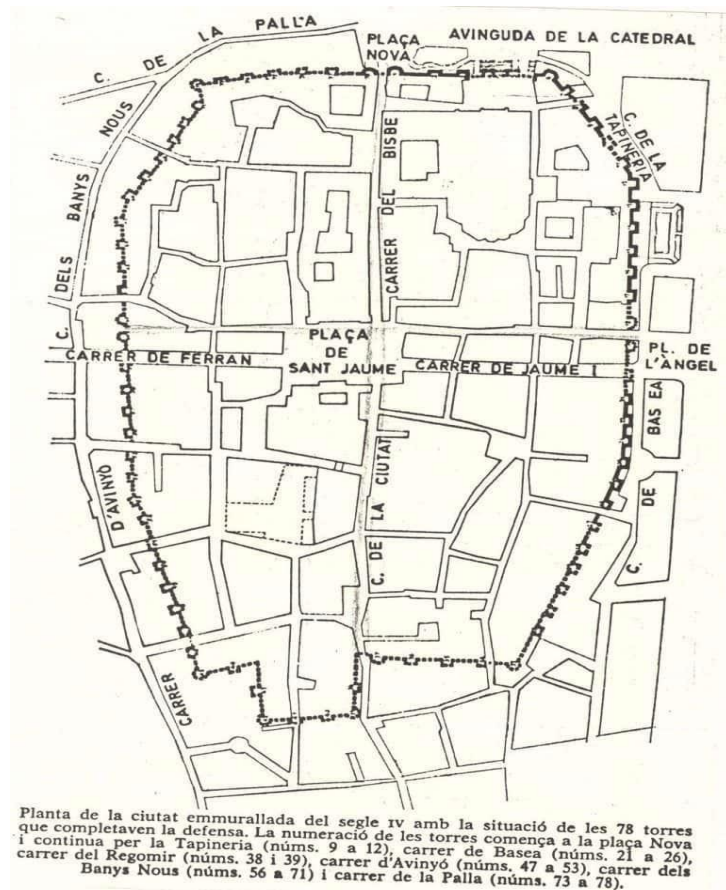 C. DE LA PALLA
PLAÇA
NOVA
AVINGUDA DE LA CATEDRAL
C. DELS BANYS NOUS
CARRER DEL BISBE
C. DE LA
TAPINERIA
PLAÇA
DE
SANT JAUME
CARRER DE FERRAN
CARRER DE JAUME I
PL. DE
L'ÀNGEL
C. DE BASEA
CARRER D'AVINYÓ
C. DE LA CIUTAT
Planta de la ciutat emmurallada del segle IV amb la situació de les 78 torres
que completaven la defensa. La numeració de les torres comença a la plaça Nova
i continua per la Tapineria (núms. 9 a 12), carrer de Basea (núms. 21 a 26),
carrer del Regomir (núms. 38 i 39), carrer d'Avinyó (núms. 47 a 53), carrer dels
Banys Nous (núms. 56 a 71) i carrer de la Palla (núms. 73 a 78).